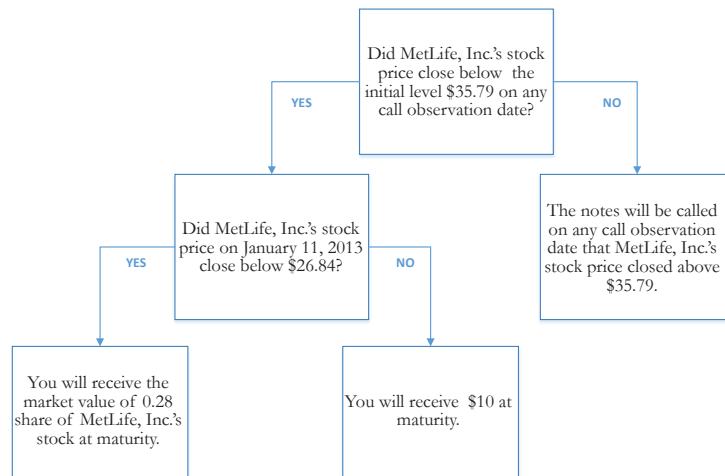 Did MetLife, Inc.'s stock
price close below the
initial level $35.79 on any
call observation date?
YES
NO
Did MetLife, Inc.'s stock
price on January 11, 2013
close below $26.84?
The notes will be called
on any call observation
date that MetLife, Inc.'s
stock price closed above
$35.79.
YES
NO
You will receive the
market value of 0.28
share of MetLife, Inc.'s
stock at maturity.
You will receive $10 at
maturity.